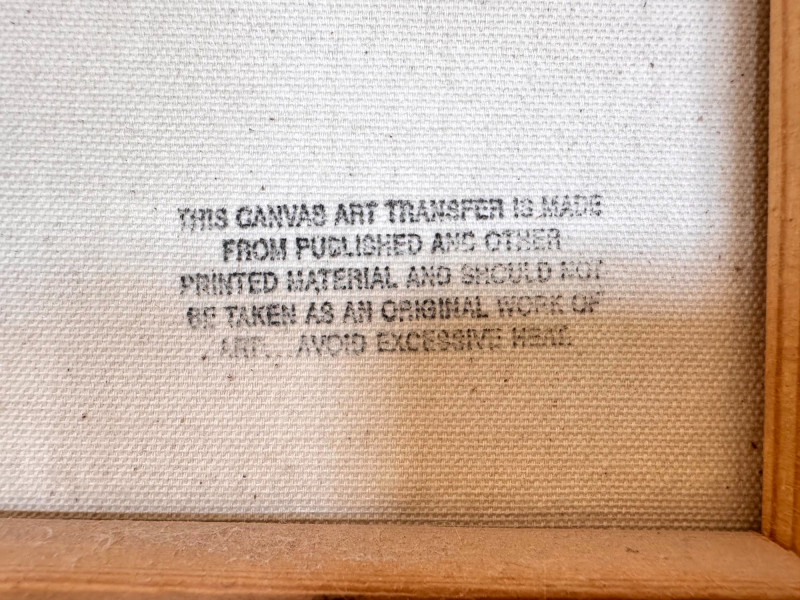 THIS CANVAS ART TRANSFER IS MADE
FROM PUBLISHED AND OTHER
PRINTED MATERIAL AND SHOULD NOT
BE TAKEN AS AN ORIGINAL WORK OF
ART... AVOID EXCESSIVE HEAT.